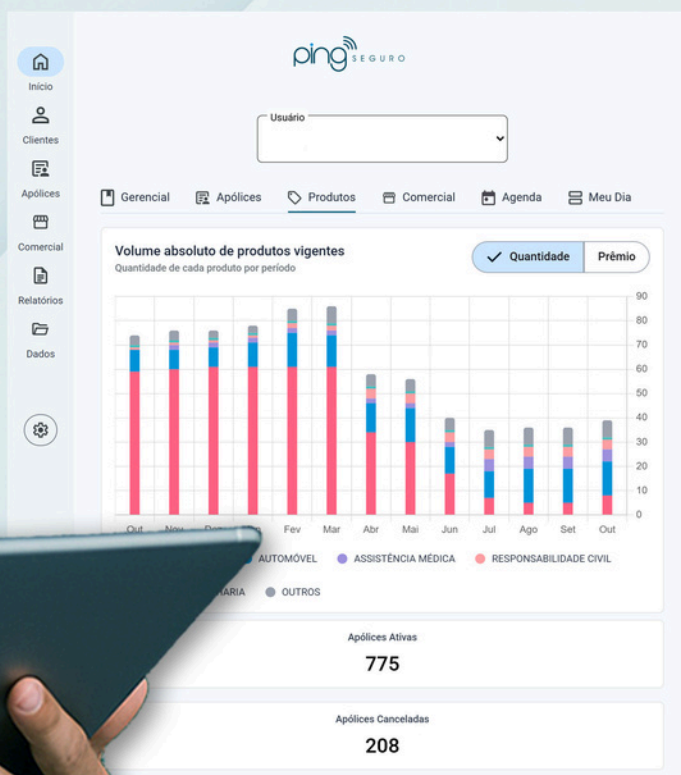 ping SEGURO
Início
Clientes
Apólices
Comercial
Relatórios
Dados
Usuário
Gerencial
Apólices
Produtos
Comercial
Agenda
Meu Dia
Volume absoluto de produtos vigentes
Quantidade de cada produto por período
Quantidade
Prêmio
90
80
70
60
50
40
30
20
10
0
Out Nov Fev Mar Abr Mai Jun Jul Ago Set Out
AUTOMÓVEL ASSISTÊNCIA MÉDICA RESPONSABILIDADE CIVIL
OUTROS
Apólices Ativas
775
Apólices Canceladas
208